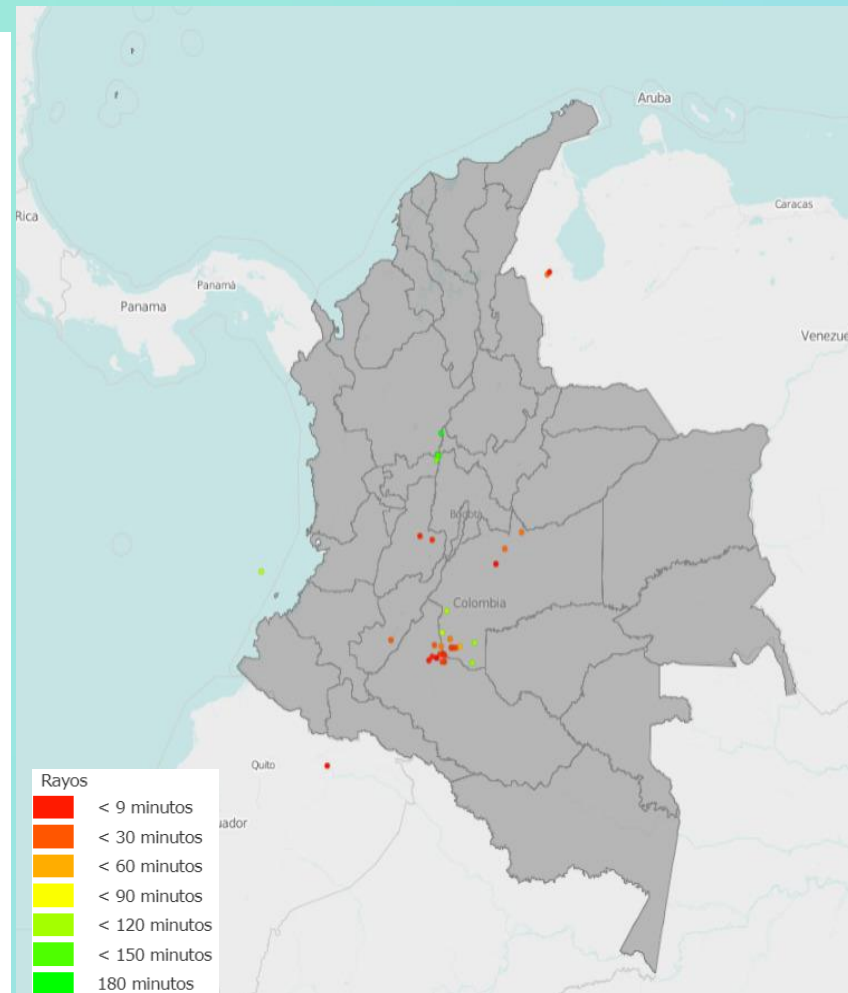 Aruba
Caracas
Rica
Panamá
Panama
Venezue
Bogotá
Colombia
Quito
uador
Rayos
< 9 minutos
< 30 minutos
< 60 minutos
< 90 minutos
< 120 minutos
< 150 minutos
180 minutos